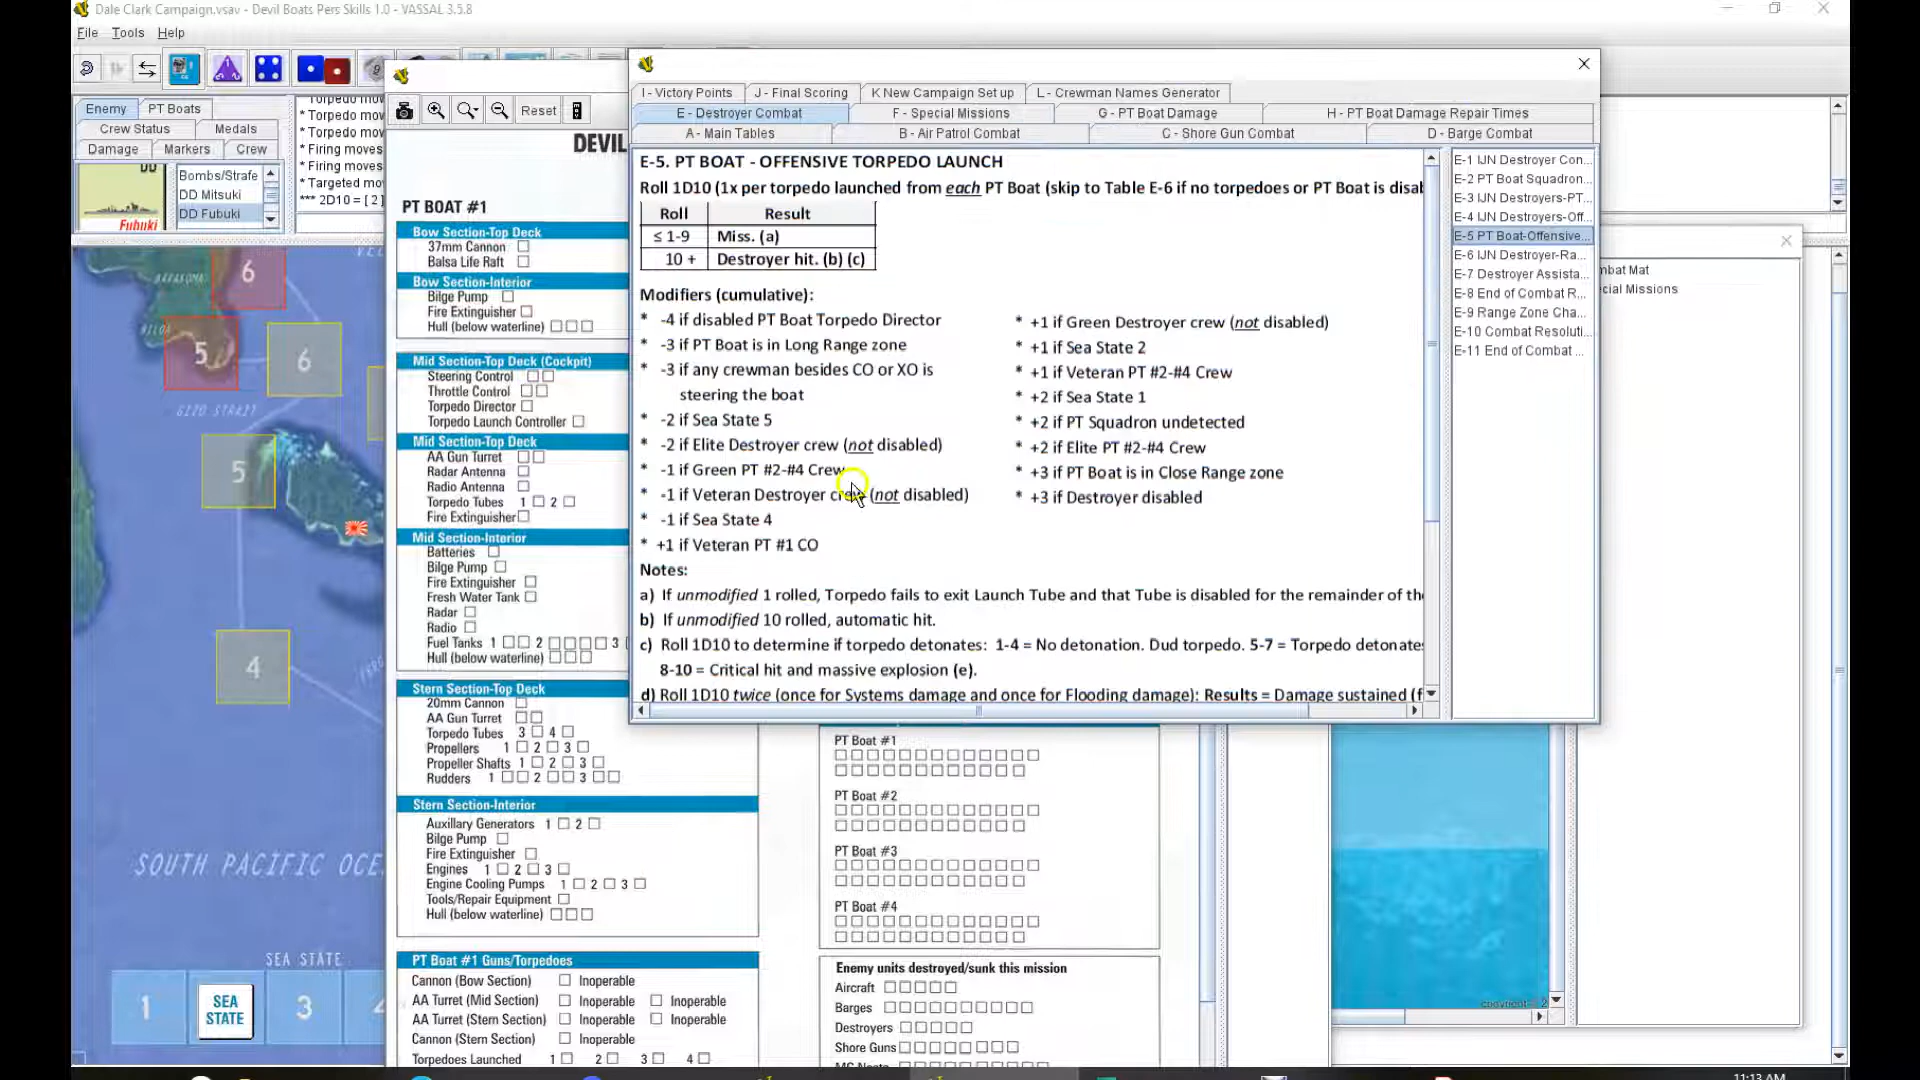 Dale Clark Campaign.vsav - Devil Boats Pers Skills 1.0 - VASSAL 3.5.8
File Tools Help
Enemy PT Boats
Crew Status Medals
Damage Markers Crew
DD
Fubuki
Bombs/Strafe
DD Mitsuki
DD Fubuki
Torpedo mov
* Torpedo mov
* Torpedo mov
* Firing moves
* Firing moves
* Targeted mov
*** 2D10 = [ 2 ]
Reset
DEVIL
PT BOAT #1
Bow Section-Top Deck
37mm Cannon
Balsa Life Raft
Bow Section-Interior
Bilge Pump
Fire Extinguisher
Hull (below waterline)
Mid Section-Top Deck (Cockpit)
Steering Control
Throttle Control
Torpedo Director
Torpedo Launch Controller
Mid Section-Top Deck
AA Gun Turret
Radar Antenna
Radio Antenna
Torpedo Tubes 1 2
Fire Extinguisher
Mid Section-Interior
Batteries
Bilge Pump
Fire Extinguisher
Fresh Water Tank
Radar
Radio
Fuel Tanks 1 2 3
Hull (below waterline)
Stern Section-Top Deck
20mm Cannon
AA Gun Turret
Torpedo Tubes 3 4
Propellers 1 2 3
Propeller Shafts 1 2 3
Rudders 1 2 3
Stern Section-Interior
Auxillary Generators 1 2
Bilge Pump
Fire Extinguisher
Engines 1 2 3
Engine Cooling Pumps 1 2 3
Tools/Repair Equipment
Hull (below waterline)
PT Boat #1 Guns/Torpedoes
Cannon (Bow Section) Inoperable
AA Turret (Mid Section) Inoperable Inoperable
AA Turret (Stern Section) Inoperable Inoperable
Cannon (Stern Section) Inoperable
Torpedoes Launched 1 2 3 4
I - Victory Points J - Final Scoring K New Campaign Set up L - Crewman Names Generator
E - Destroyer Combat F - Special Missions G - PT Boat Damage H - PT Boat Damage Repair Times
A - Main Tables B - Air Patrol Combat C - Shore Gun Combat D - Barge Combat
E-5. PT BOAT - OFFENSIVE TORPEDO LAUNCH
Roll 1D10 (1x per torpedo launched from each PT Boat (skip to Table E-6 if no torpedoes or PT Boat is disab
Roll Result
≤ 1-9 Miss. (a)
10 + Destroyer hit. (b) (c)
Modifiers (cumulative):
* -4 if disabled PT Boat Torpedo Director
* -3 if PT Boat is in Long Range zone
* -3 if any crewman besides CO or XO is
steering the boat
* -2 if Sea State 5
* -2 if Elite Destroyer crew (not disabled)
* -1 if Green PT #2-#4 Crew
* -1 if Veteran Destroyer crew (not disabled)
* -1 if Sea State 4
* +1 if Veteran PT #1 CO
* +1 if Green Destroyer crew (not disabled)
* +1 if Sea State 2
* +1 if Veteran PT #2-#4 Crew
* +2 if Sea State 1
* +2 if PT Squadron undetected
* +2 if Elite PT #2-#4 Crew
* +3 if PT Boat is in Close Range zone
* +3 if Destroyer disabled
Notes:
a) If unmodified 1 rolled, Torpedo fails to exit Launch Tube and that Tube is disabled for the remainder of the
b) If unmodified 10 rolled, automatic hit.
c) Roll 1D10 to determine if torpedo detonates: 1-4 = No detonation. Dud torpedo. 5-7 = Torpedo detonates
8-10 = Critical hit and massive explosion (e).
d) Roll 1D10 twice (once for Systems damage and once for Flooding damage): Results = Damage sustained (f
E-1 IJN Destroyer Con...
E-2 PT Boat Squadron...
E-3 IJN Destroyers-PT...
E-4 IJN Destroyers-Off...
E-5 PT Boat-Offensive...
E-6 IJN Destroyer-Ra...
E-7 Destroyer Assista...
E-8 End of Combat R...
E-9 Range Zone Cha...
E-10 Combat Resoluti...
E-11 End of Combat ...
mbat Mat
ecial Missions
PT Boat #1
PT Boat #2
PT Boat #3
PT Boat #4
Enemy units destroyed/sunk this mission
Aircraft
Barges
Destroyers
Shore Guns
6
5
6
GIZO STRAIT
5
4
SOUTH PACIFIC OCE
SEA STATE
1
SEA
STATE
3
4
11:13 AM